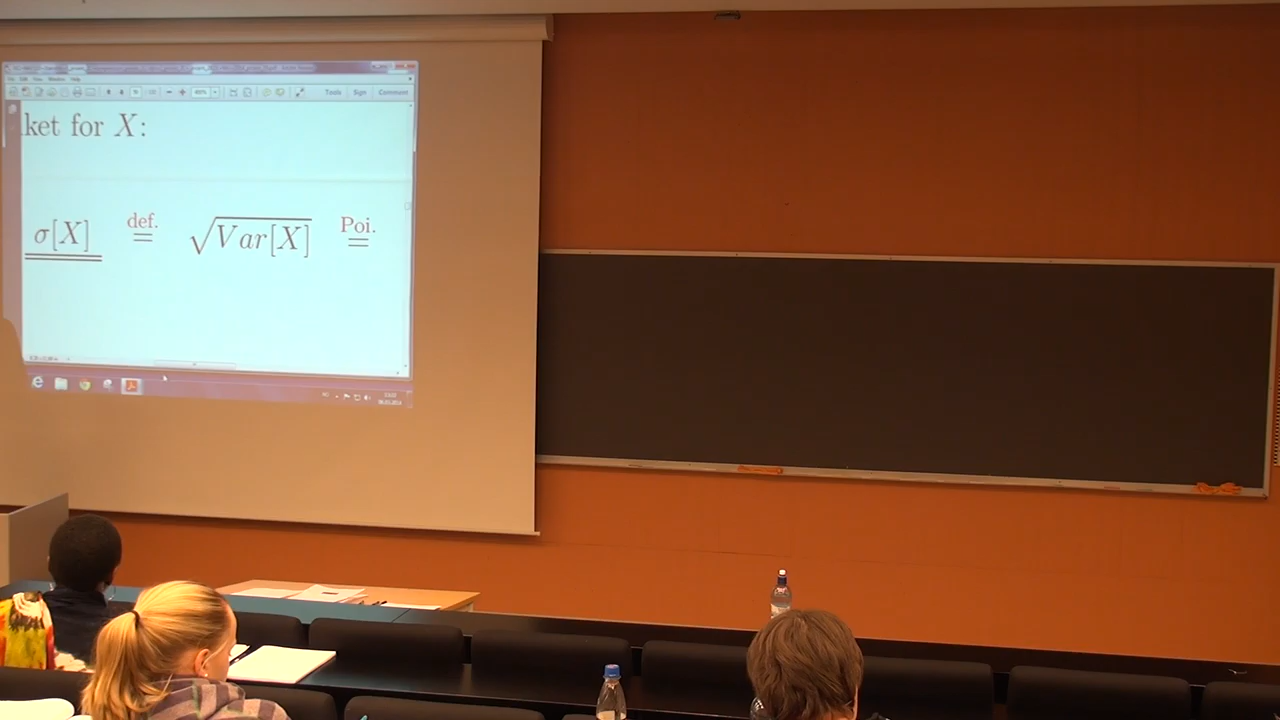 ket for X:
σ[X] def. = √Var[X] Poi. =
Tools Sign Comment